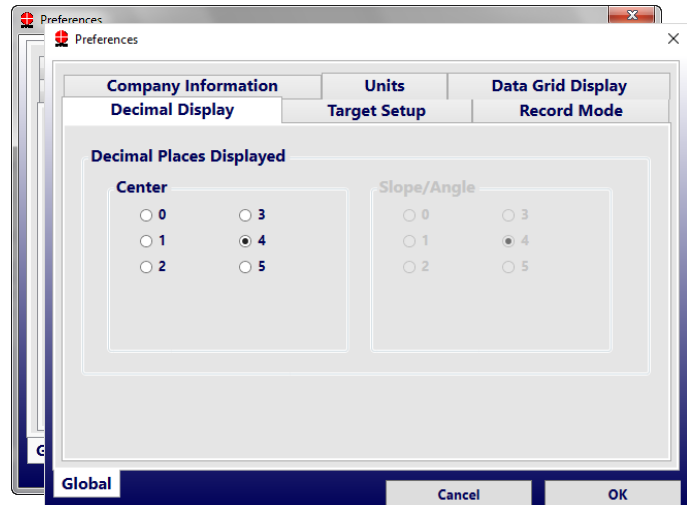 Preferences
Preferences
Company Information Units Data Grid Display
Decimal Display Target Setup Record Mode
Decimal Places Displayed
Center Slope/Angle
0 3 0 3
1 4 1 4
2 5 2 5
Global
Cancel OK